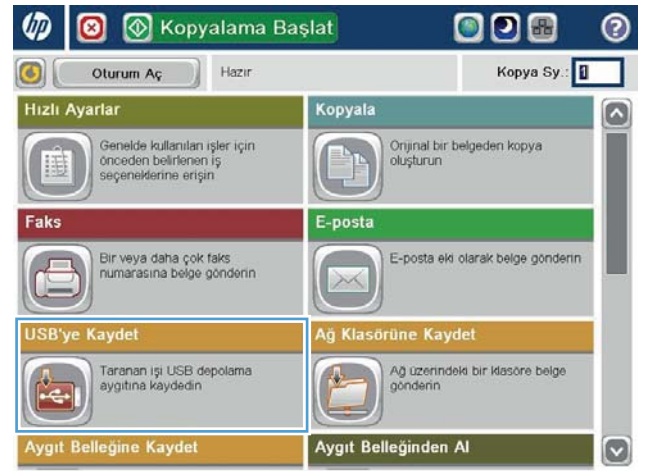 hp
Kopyalama Başlat
?
Oturum Aç
Hazır
Kopya Sy.: 1
Hızlı Ayarlar
Genelde kullanılan işler için
önceden belirlenen iş
seçeneklerine erişin
Kopyala
Orijinal bir belgeden kopya
oluşturun
Faks
Bir veya daha çok faks
numarasına belge gönderin
E-posta
E-posta eki olarak belge gönderin
USB'ye Kaydet
Taranan işi USB depolama
aygıtına kaydedin
Ağ Klasörüne Kaydet
Ağ üzerindeki bir klasöre belge
gönderin
Aygıt Belleğine Kaydet
Aygıt Belleğinden Al